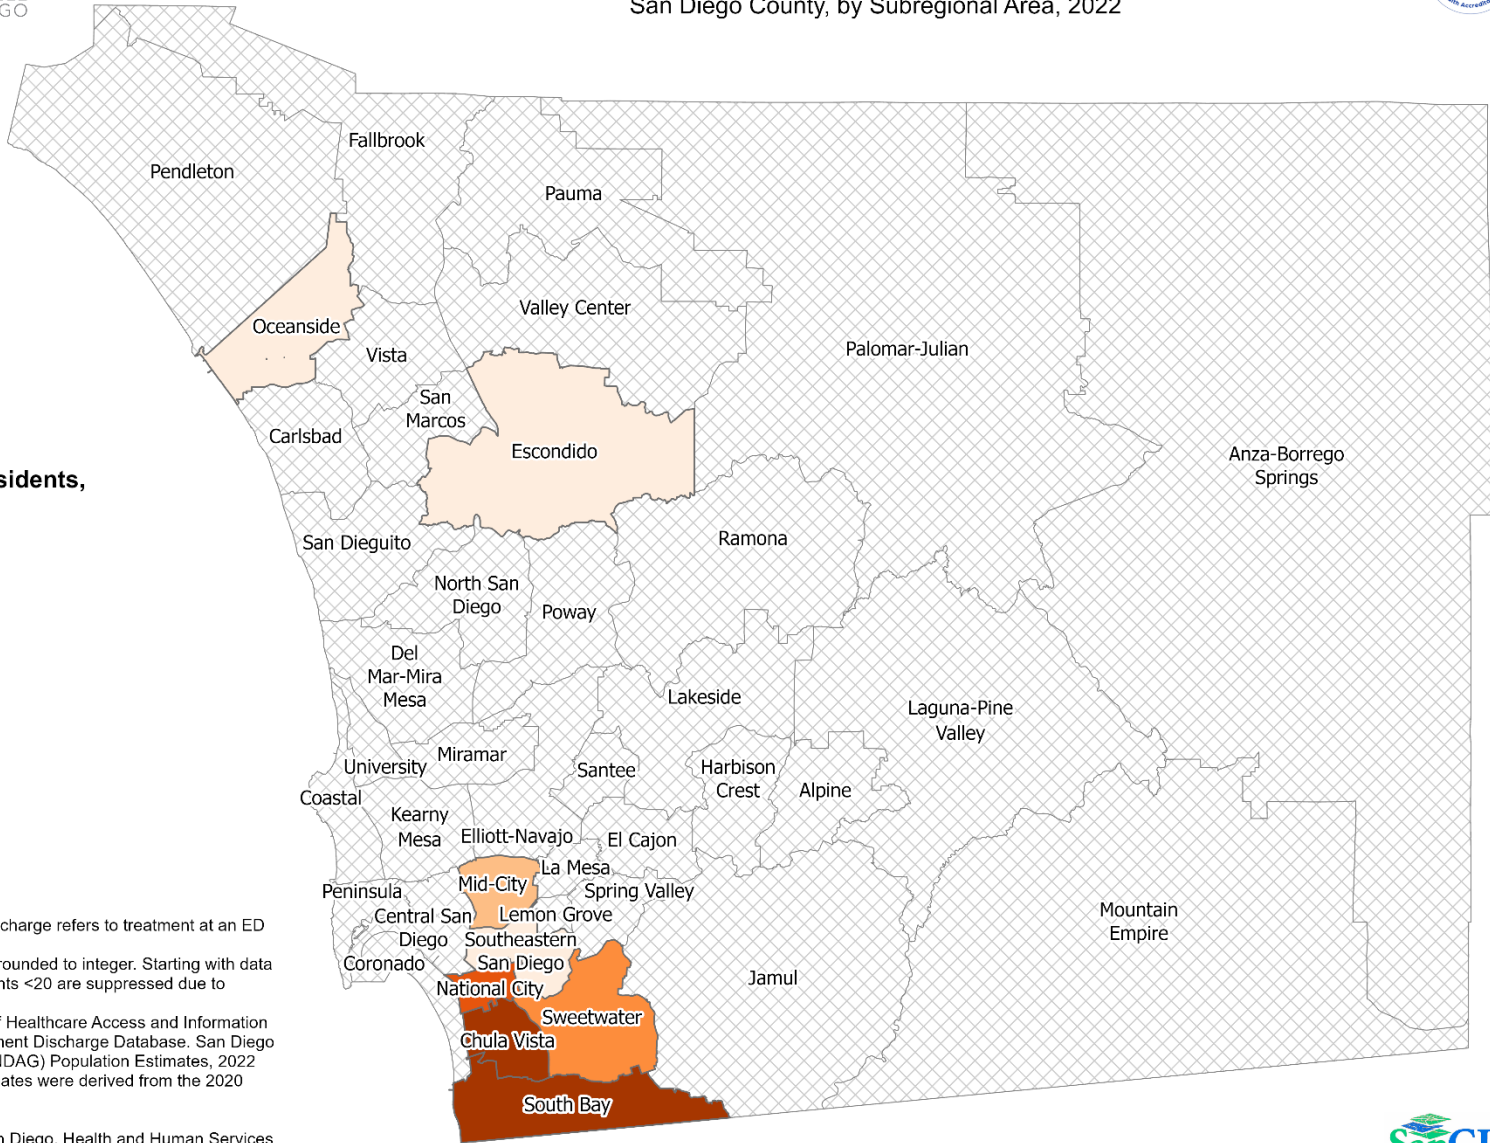 GO
San Diego County, by Subregional Area, 2022
Fallbrook
Pendleton
Pauma
Valley Center
Oceanside
Vista
Palomar-Julian
San
Marcos
Carlsbad
Escondido
Anza-Borrego
Springs
sidents,
San Dieguito
Ramona
North San
Diego
Poway
Del
Mar-Mira
Mesa
Lakeside
Laguna-Pine
Valley
Miramar
University
Santee
Harbison
Crest
Alpine
Coastal
Kearny
Mesa
Elliott-Navajo
El Cajon
La Mesa
Mid-City
Peninsula
Spring Valley
Central San
Diego
Lemon Grove
Mountain
Empire
Southeastern
San Diego
Coronado
Jamul
National City
Sweetwater
Chula Vista
South Bay
charge refers to treatment at an ED
rounded to integer. Starting with data
nts <20 are suppressed due to
f Healthcare Access and Information
ment Discharge Database. San Diego
NDAG) Population Estimates, 2022
ates were derived from the 2020
n Diego, Health and Human Services